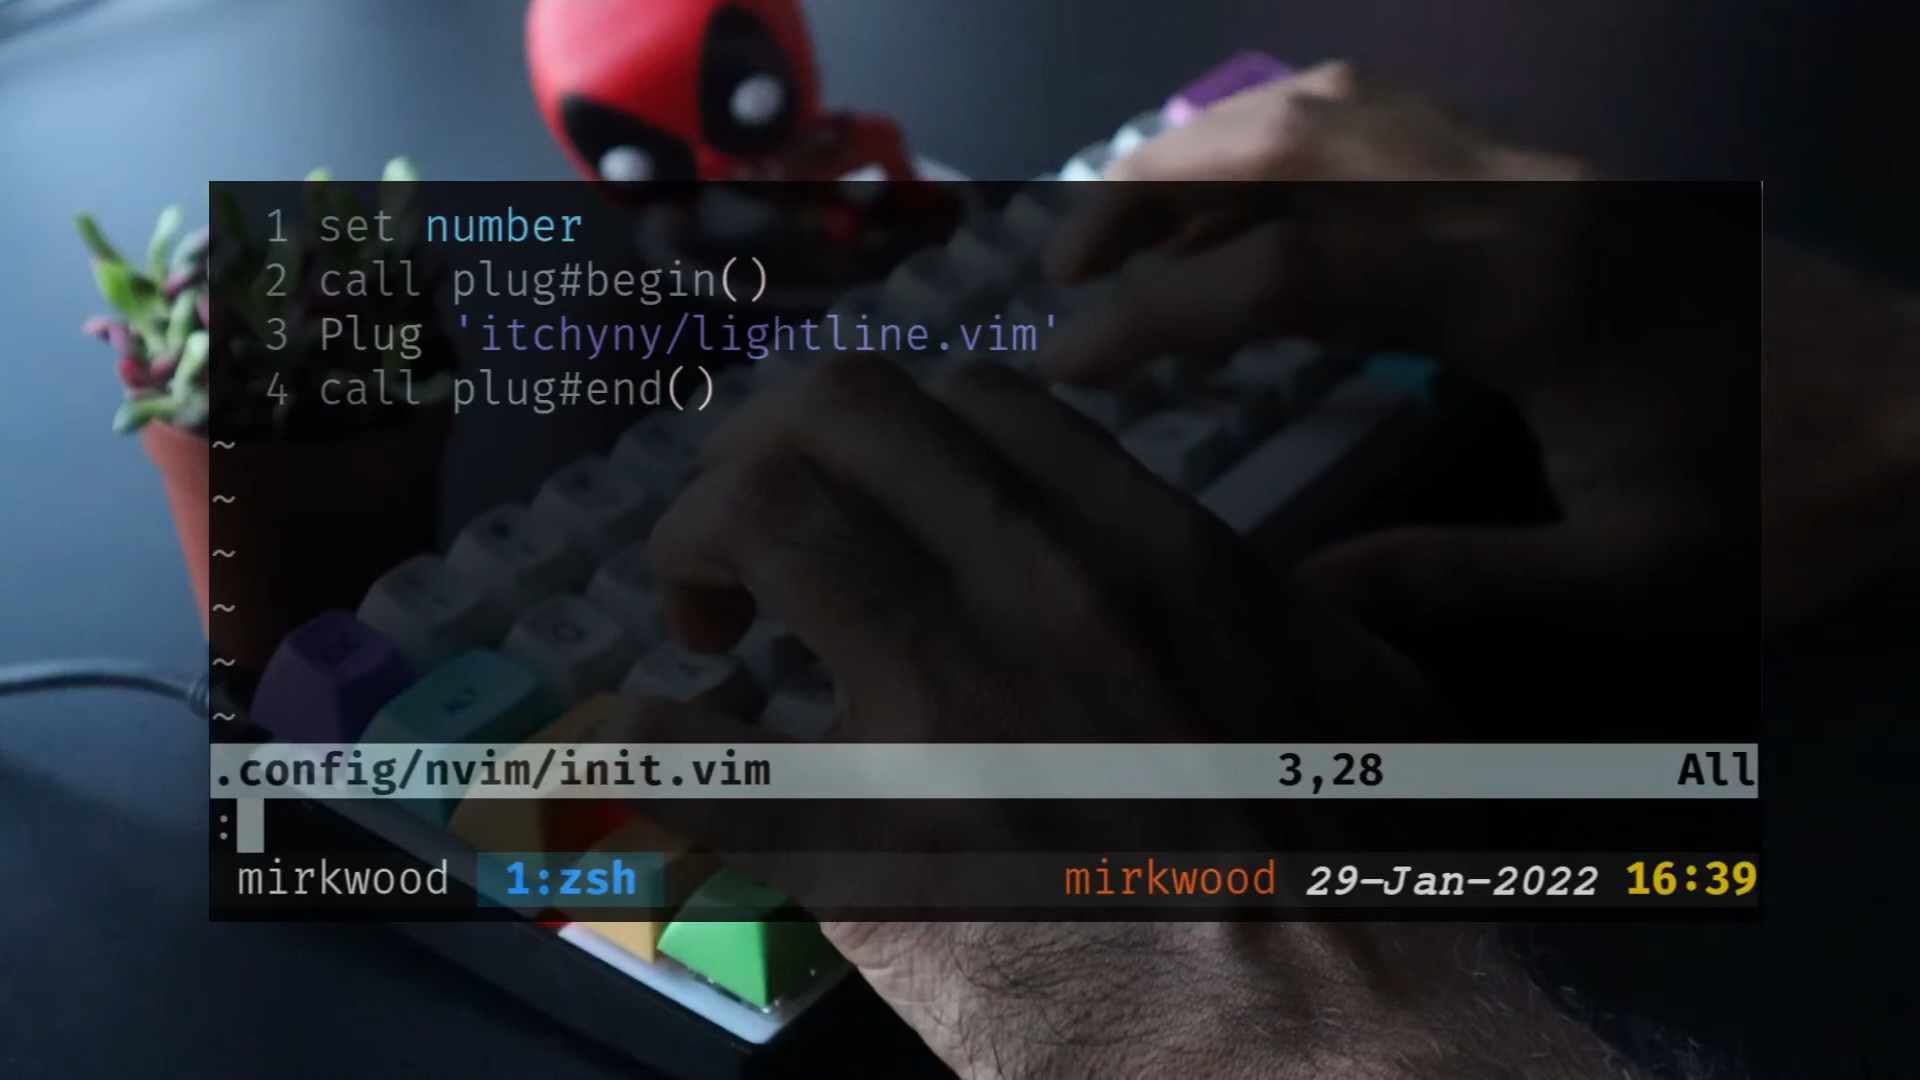 1 set number
2 call plug#begin()
3 Plug 'itchyny/lightline.vim'
4 call plug#end()
~
~
~
~
~
~
.config/nvim/init.vim 3,28 All
:
mirkwood 1:zsh mirkwood 29-Jan-2022 16:39